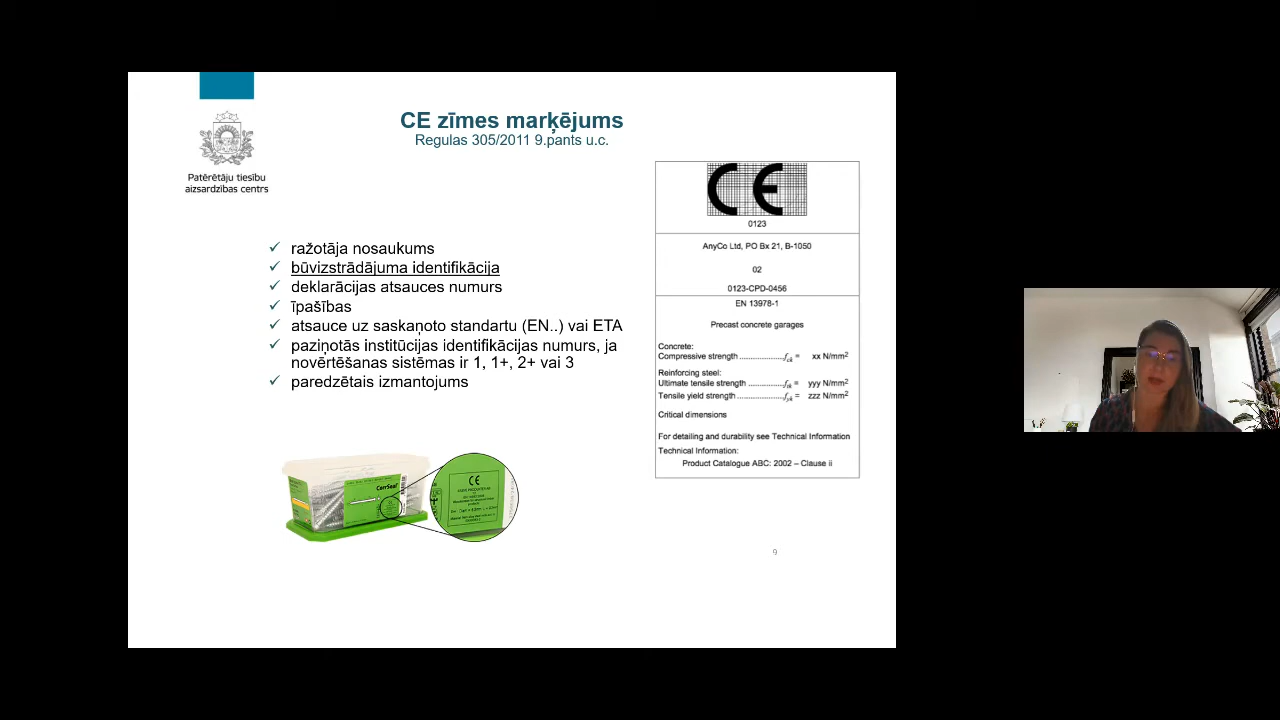 CE zīmes marķējums
Regulas 305/2011 9.pants u.c.
Patērētāju tiesību
aizsardzības centrs
ražotāja nosaukums
būvizstrādājuma identifikācija
deklarācijas atsauces numurs
īpašības
atsauce uz saskaņoto standartu (EN..) vai ETA
paziņotās institūcijas identifikācijas numurs, ja
novērtēšanas sistēmas ir 1, 1+, 2+ vai 3
paredzētais izmantojums
CE
0123
AnyCo Ltd, PO Bx 21, B-1050
02
0123-CPD-0456
EN 13978-1
Precast concrete garages
Concrete:
Compressive strength ......................fck = xx N/mm2
Reinforcing steel:
Ultimate tensile strength ..................ftk = yyy N/mm2
Tensile yield strength .......................fyk = zzz N/mm2
Critical dimensions
For detailing and durability see Technical Information
Technical Information:
Product Catalogue ABC: 2002 – Clause ii
CE
9